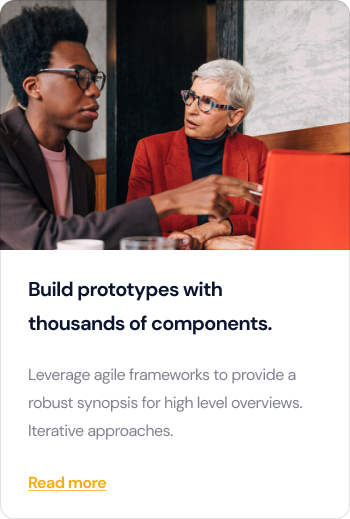 Build prototypes with
thousands of components.
Leverage agile frameworks to provide a
robust synopsis for high level overviews.
Iterative approaches.
Read more